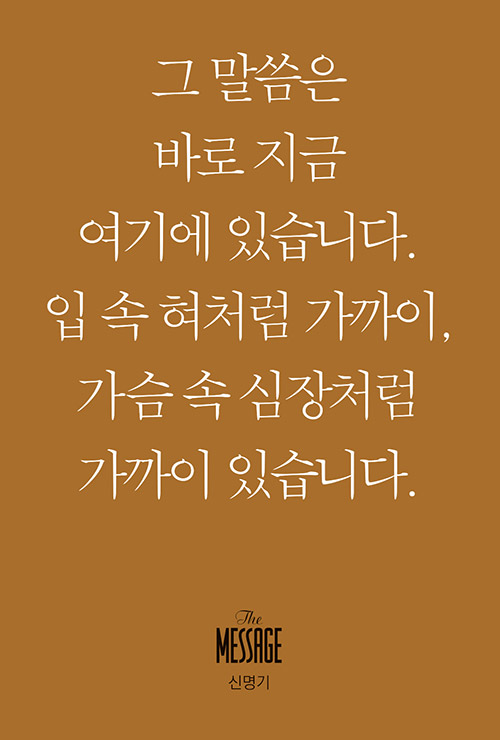 그 말씀은
바로 지금
여기에 있습니다.
입 속 혀처럼 가까이,
가슴 속 심장처럼
가까이 있습니다.
The
MESSAGE
신명기